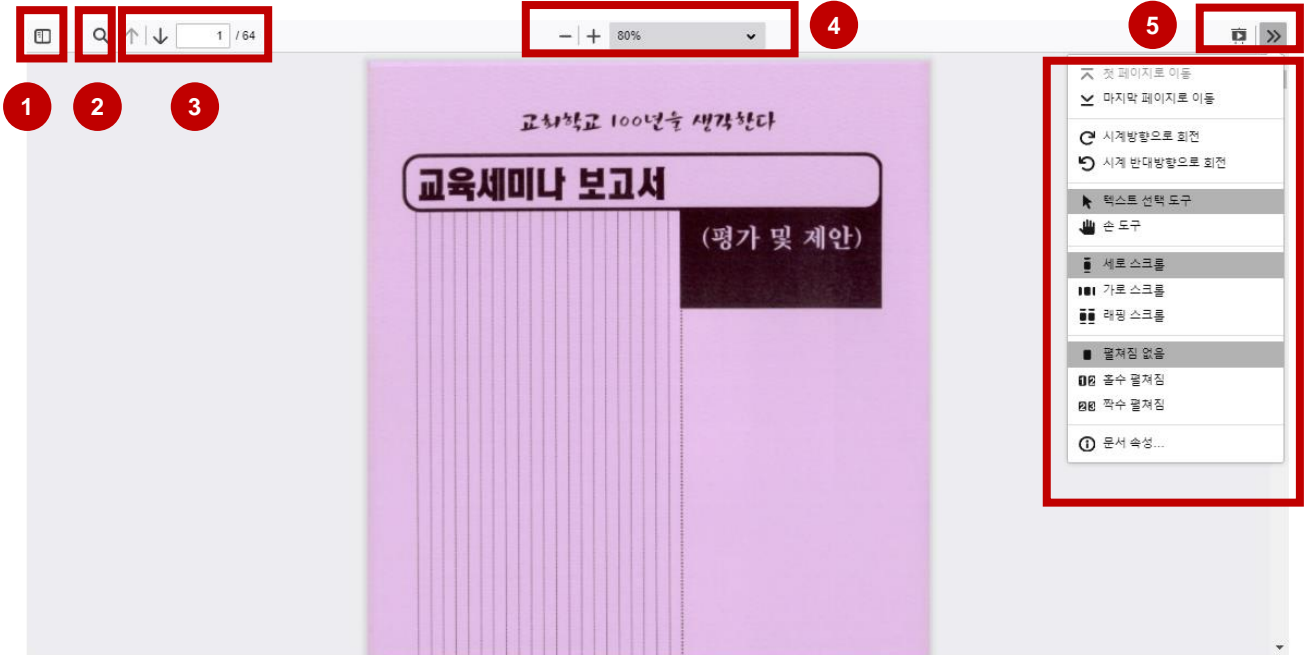 1 / 64
80%
4
5
1
2
3
첫 페이지로 이동
마지막 페이지로 이동
시계방향으로 회전
시계 반대방향으로 회전
텍스트 선택 도구
손 도구
세로 스크롤
가로 스크롤
래핑 스크롤
펼쳐짐 없음
홀수 펼쳐짐
짝수 펼쳐짐
문서 속성...
교회학교 100년을 생각한다
교육세미나 보고서
(평가 및 제안)